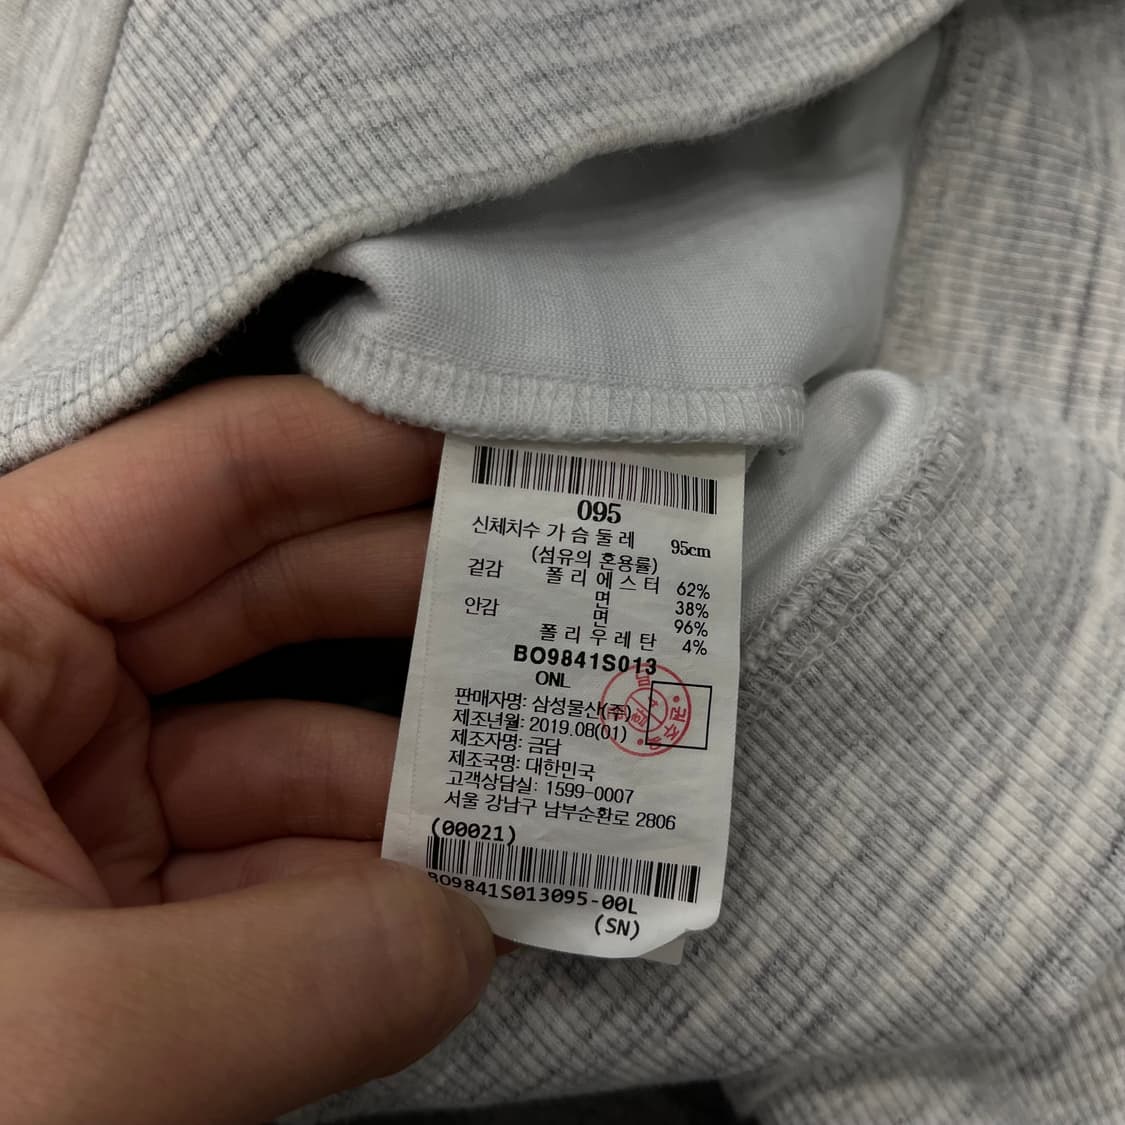 095
신체치수 가 슴 둘 레 95cm
(섬유의 혼용률)
겉감 폴 리 에 스 터 62%
면 38%
안감 면 96%
폴 리 우 레 탄 4%
BO9841S013
ONL
판매자명: 삼성물산(주)
제조년월: 2019.08(01)
제조자명: 금담
제조국명: 대한민국
고객상담실: 1599-0007
서울 강남구 남부순환로 2806
(00021)
BO9841S013095-00L
(SN)